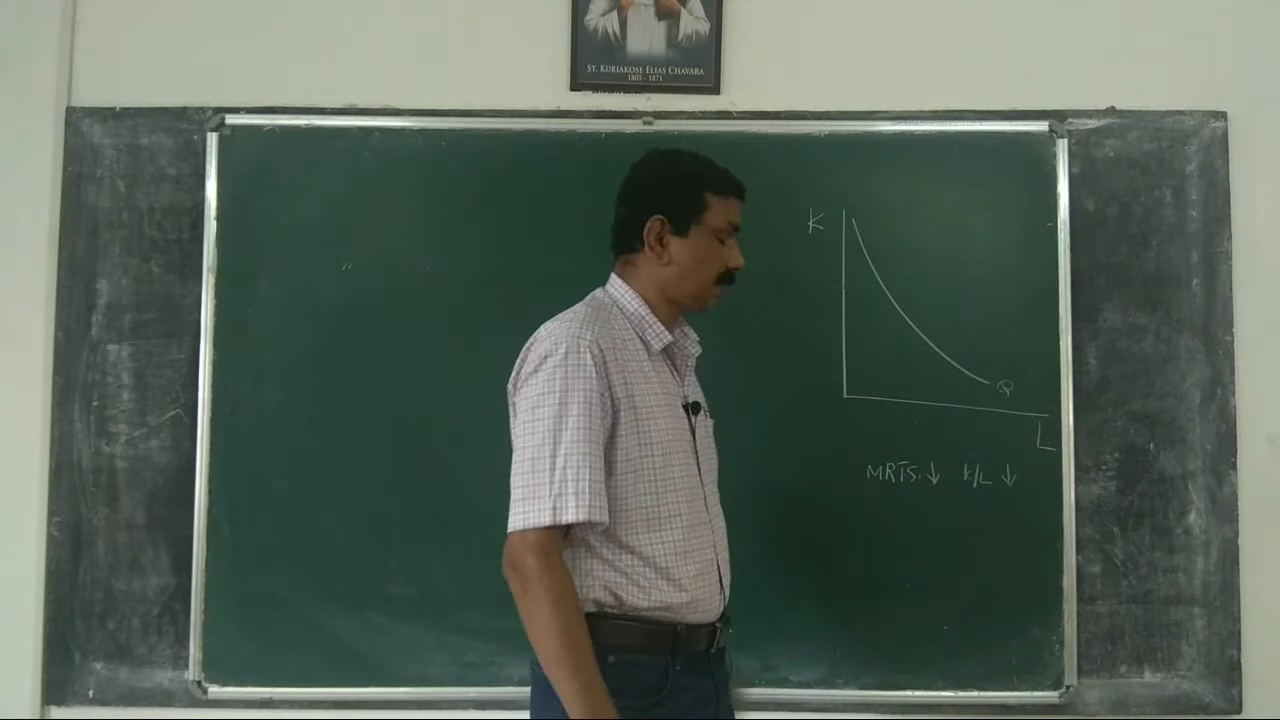 ST. KURIAKOSE ELIAS CHAVARA
1805 - 1871
K
Q
L
MRTS. ↓ K/L ↓